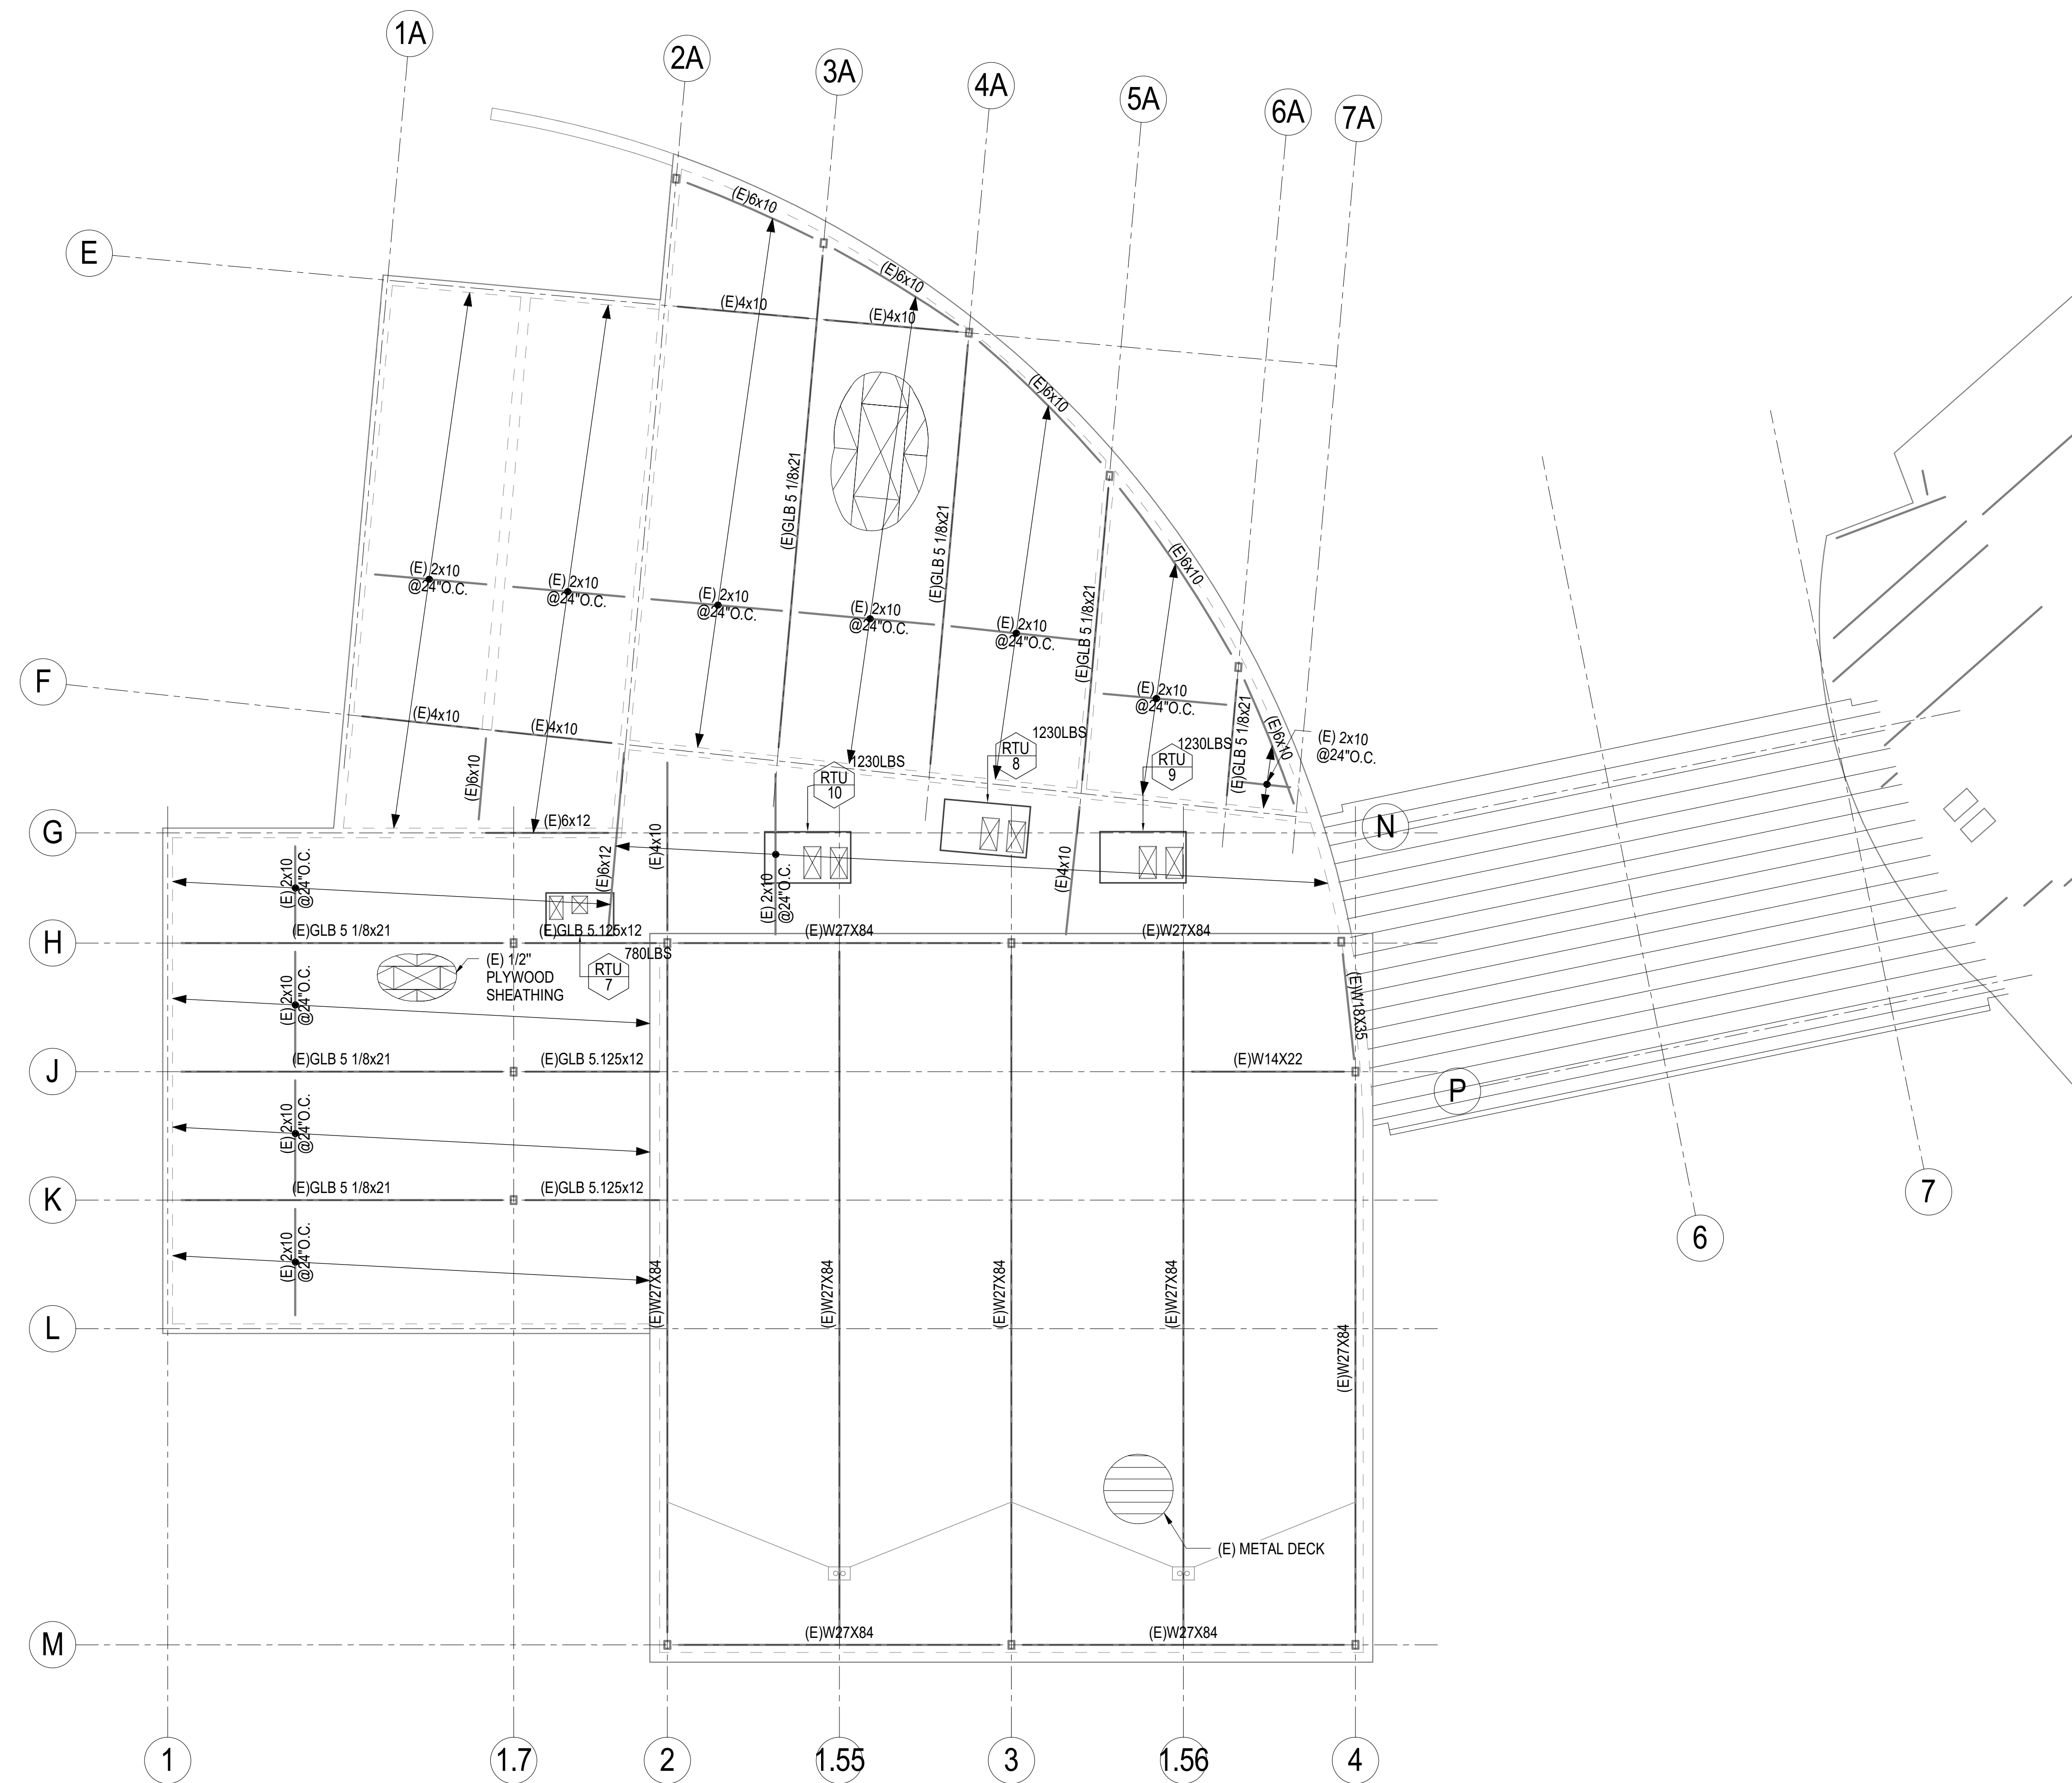 1A
2A
3A
4A
5A
6A
7A
E
(E)6x10
(E)6x10
(E)4x10
(E)4x10
(E)6x10
(E)GLB 5 1/8x21
(E)GLB 5 1/8x21
(E)6x10
(E) 2x10
@24"O.C.
(E) 2x10
@24"O.C.
(E) 2x10
@24"O.C.
(E) 2x10
@24"O.C.
(E) 2x10
@24"O.C.
(E)GLB 5 1/8x21
(E) 2x10
@24"O.C.
F
(E)4x10
(E)4x10
(E)6x10
(E)GLB 5 1/8x21
(E)6x10
(E) 2x10
@24"O.C.
1230LBS
RTU
8
1230LBS
RTU
9
1230LBS
RTU
10
G
(E)6x12
(E)4x10
N
(E) 2x10
@24"O.C.
(E)6x12
(E) 2x10
@24"O.C.
(E)4x10
H
(E)GLB 5 1/8x21
(E)GLB 5.125x12
(E)W27X84
(E)W27X84
780LBS
RTU
7
(E) 1/2"
PLYWOOD
SHEATHING
(E) 2x10
@24"O.C.
(E)W18X35
J
(E)GLB 5 1/8x21
(E)GLB 5.125x12
(E)W14X22
P
(E) 2x10
@24"O.C.
K
(E)GLB 5 1/8x21
(E)GLB 5.125x12
7
6
(E) 2x10
@24"O.C.
(E)W27X84
(E)W27X84
(E)W27X84
(E)W27X84
(E)W27X84
L
(E) METAL DECK
M
(E)W27X84
(E)W27X84
1
1.7
2
1.55
3
1.56
4